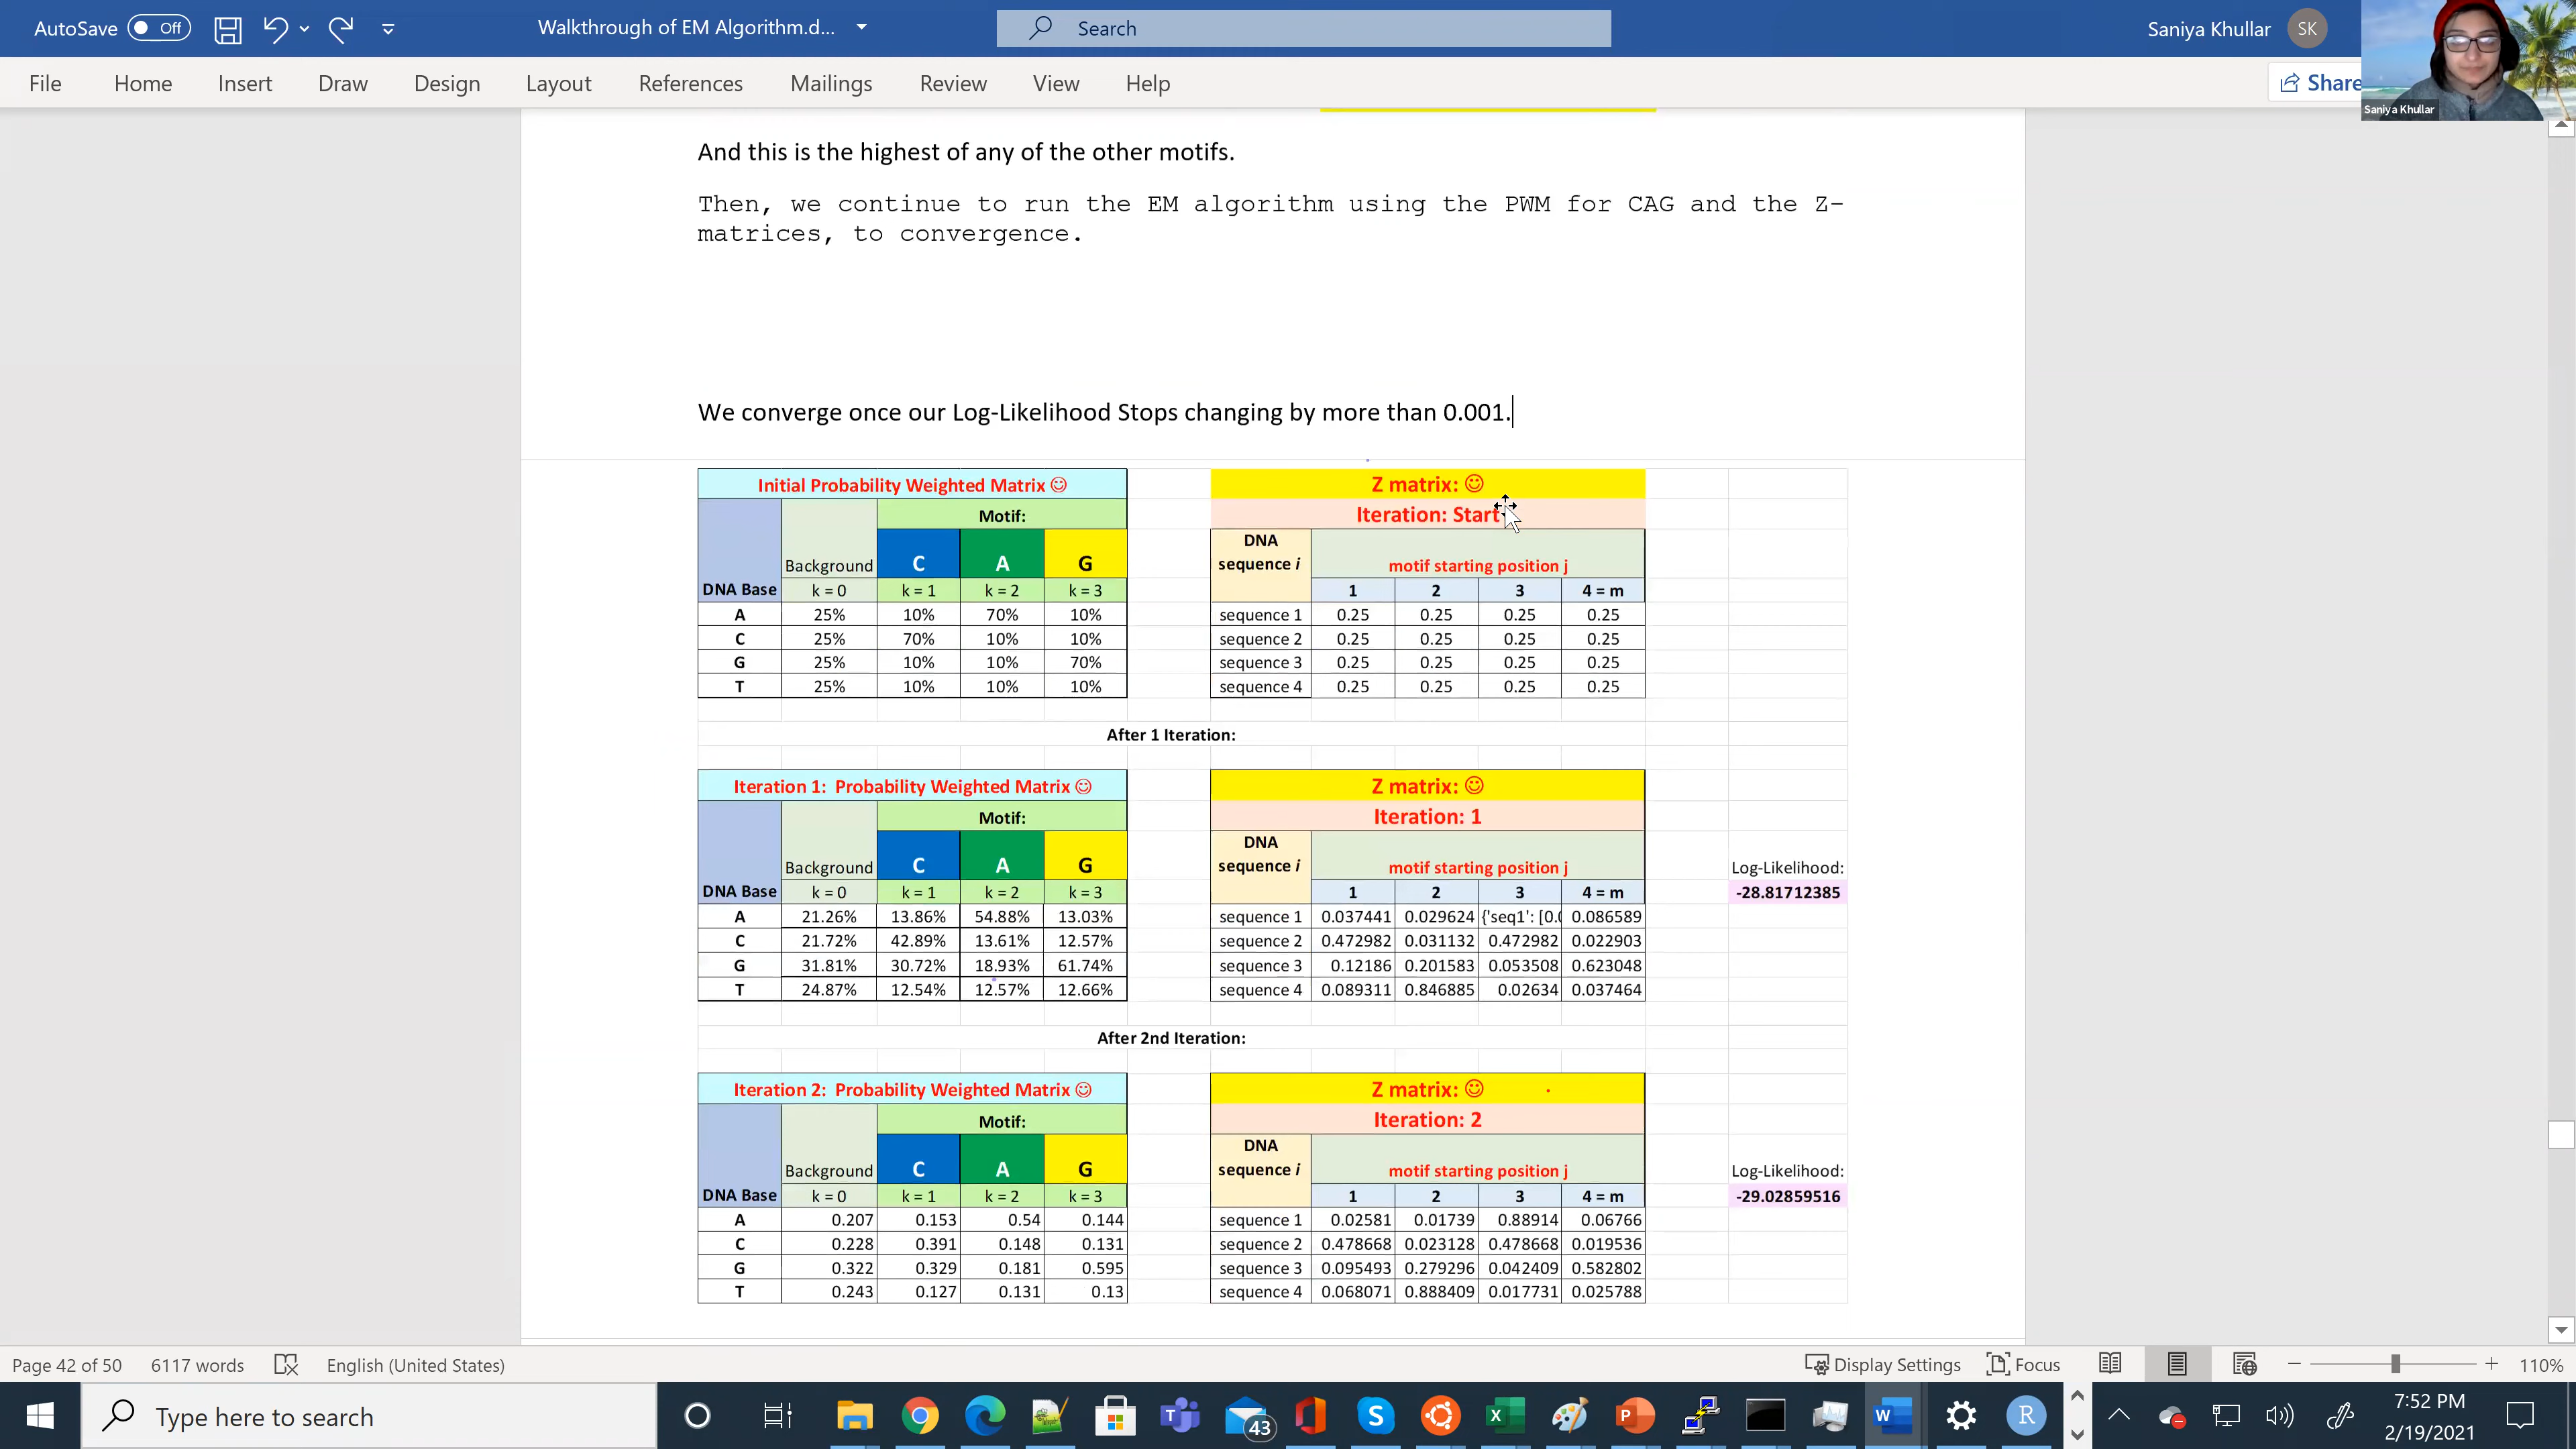 AutoSave Off Walkthrough of EM Algorithm.d... Search Saniya Khullar SK
File Home Insert Draw Design Layout References Mailings Review View Help Share
Saniya Khullar
And this is the highest of any of the other motifs.
Then, we continue to run the EM algorithm using the PWM for CAG and the Z-
matrices, to convergence.
We converge once our Log-Likelihood Stops changing by more than 0.001.
Initial Probability Weighted Matrix ☺ Z matrix: ☺
Motif: Iteration: Start
DNA
Background C A G sequence i motif starting position j
DNA Base k = 0 k = 1 k = 2 k = 3 1 2 3 4 = m
A 25% 10% 70% 10% sequence 1 0.25 0.25 0.25 0.25
C 25% 70% 10% 10% sequence 2 0.25 0.25 0.25 0.25
G 25% 10% 10% 70% sequence 3 0.25 0.25 0.25 0.25
T 25% 10% 10% 10% sequence 4 0.25 0.25 0.25 0.25
After 1 Iteration:
Iteration 1: Probability Weighted Matrix ☺ Z matrix: ☺
Motif: Iteration: 1
DNA
Background C A G sequence i motif starting position j Log-Likelihood:
DNA Base k = 0 k = 1 k = 2 k = 3 1 2 3 4 = m -28.81712385
A 21.26% 13.86% 54.88% 13.03% sequence 1 0.037441 0.029624 {'seq1': [0.0 0.086589
C 21.72% 42.89% 13.61% 12.57% sequence 2 0.472982 0.031132 0.472982 0.022903
G 31.81% 30.72% 18.93% 61.74% sequence 3 0.12186 0.201583 0.053508 0.623048
T 24.87% 12.54% 12.57% 12.66% sequence 4 0.089311 0.846885 0.02634 0.037464
After 2nd Iteration:
Iteration 2: Probability Weighted Matrix ☺ Z matrix: ☺
Motif: Iteration: 2
DNA
Background C A G sequence i motif starting position j Log-Likelihood:
DNA Base k = 0 k = 1 k = 2 k = 3 1 2 3 4 = m -29.02859516
A 0.207 0.153 0.54 0.144 sequence 1 0.02581 0.01739 0.88914 0.06766
C 0.228 0.391 0.148 0.131 sequence 2 0.478668 0.023128 0.478668 0.019536
G 0.322 0.329 0.181 0.595 sequence 3 0.095493 0.279296 0.042409 0.582802
T 0.243 0.127 0.131 0.13 sequence 4 0.068071 0.888409 0.017731 0.025788
Page 42 of 50 6117 words English (United States) Display Settings Focus 110%
Type here to search 43 7:52 PM
2/19/2021